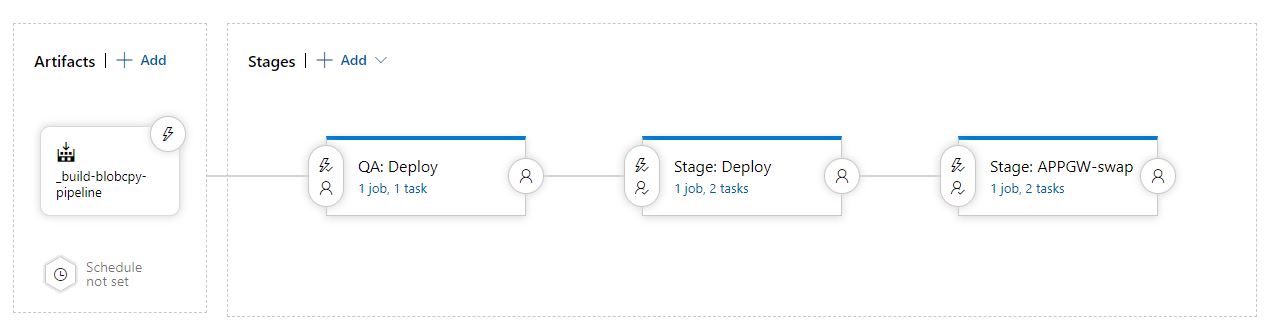 Artifacts | + Add
_build-blobcpy-
pipeline
Schedule
not set
Stages | + Add
QA: Deploy
1 job, 1 task
Stage: Deploy
1 job, 2 tasks
Stage: APPGW-swap
1 job, 2 tasks